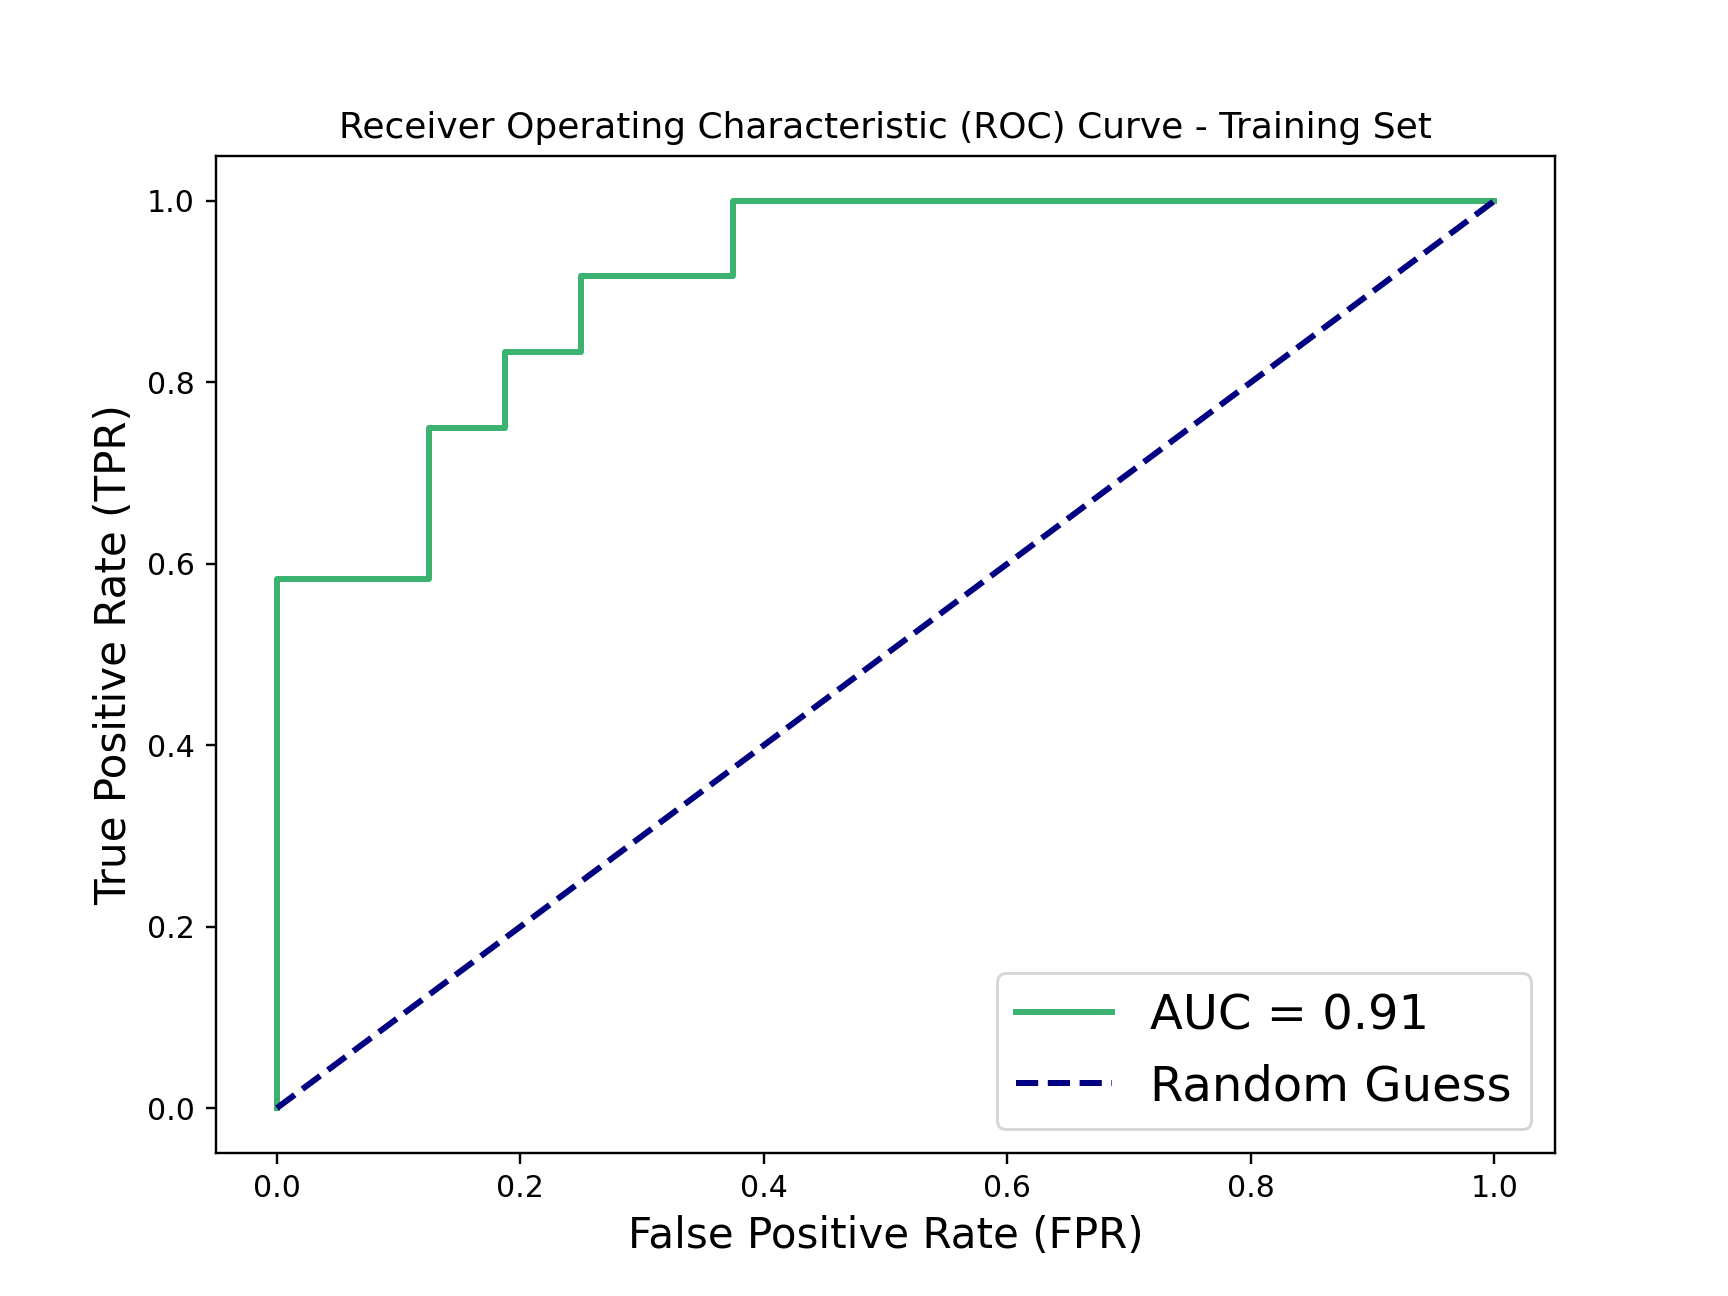 Receiver Operating Characteristic (ROC) Curve - Training Set
True Positive Rate (TPR)
1.0
0.8
0.6
0.4
0.2
0.0
AUC = 0.91
Random Guess
0.0 0.2 0.4 0.6 0.8 1.0
False Positive Rate (FPR)